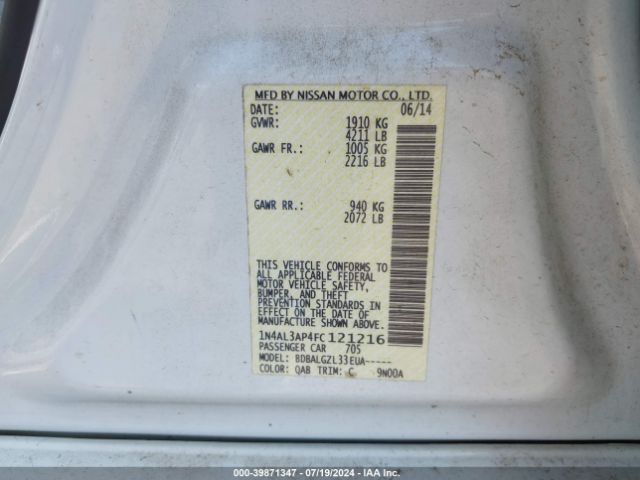 MFD BY NISSAN MOTOR CO., LTD.
DATE: 06/14
GVWR: 1910 KG
4211 LB
GAWR FR.: 1005 KG
2216 LB
GAWR RR.: 940 KG
2072 LB
THIS VEHICLE CONFORMS TO
ALL APPLICABLE FEDERAL
MOTOR VEHICLE SAFETY,
BUMPER, AND THEFT
PREVENTION STANDARDS IN
EFFECT ON THE DATE OF
MANUFACTURE SHOWN ABOVE.
1N4AL3AP4FC121216
PASSENGER CAR 705
MODEL: BDBALGZL33EUA-----
COLOR: QAB TRIM: C 9N00A
000-39871347 / 07/19/2024 - IAA Inc.